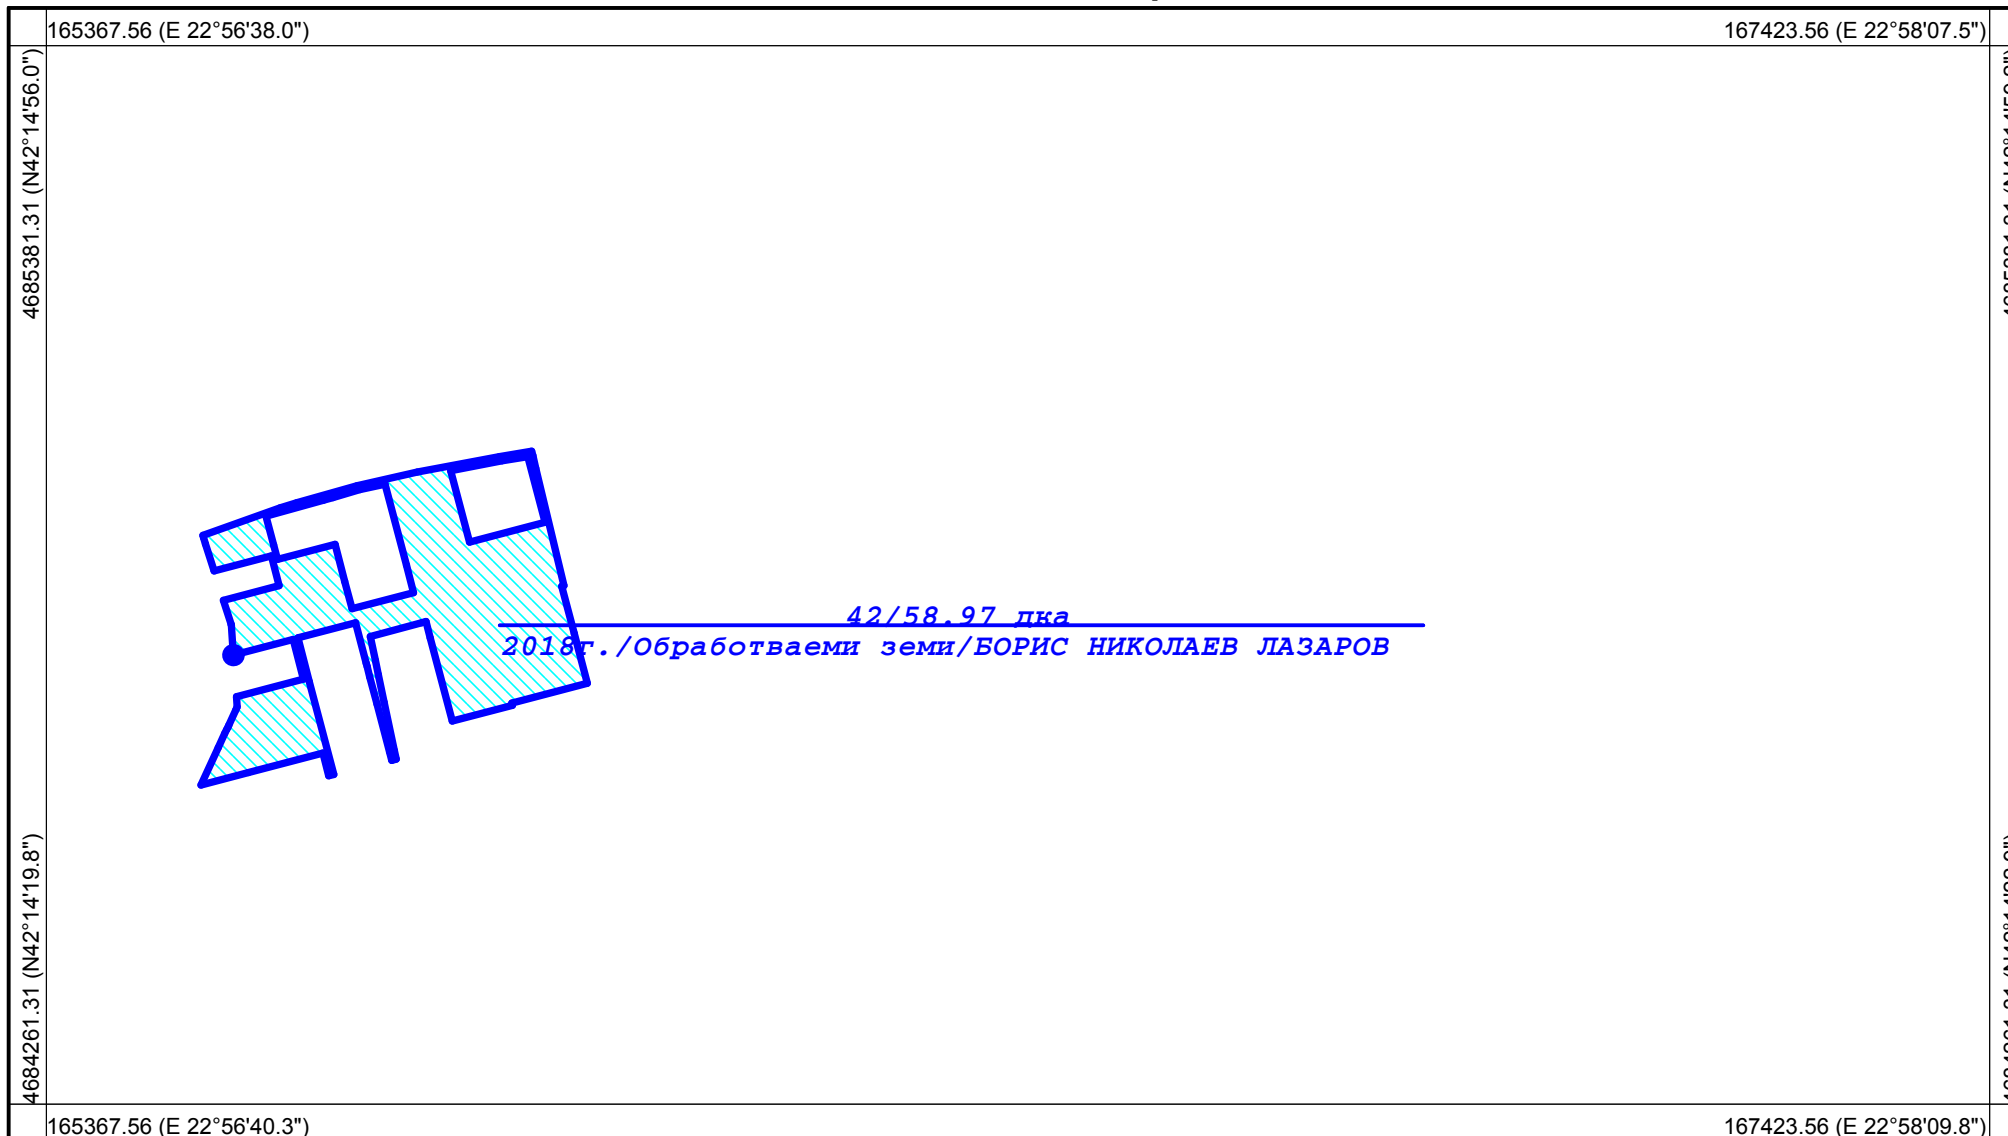 165367.56 (E 22°56'38.0")
167423.56 (E 22°58'07.5")
4685381.31 (N42°14'56.0")
42/58.97 дка
2018г./Обработваеми земи/БОРИС НИКОЛАЕВ ЛАЗАРОВ
4684261.31 (N42°14'19.8")
165367.56 (E 22°56'40.3")
167423.56 (E 22°58'09.8")